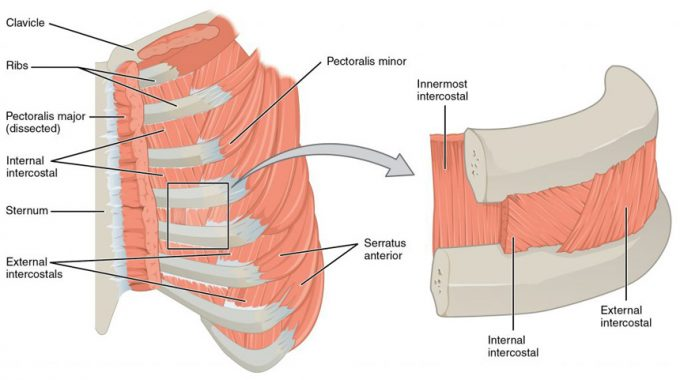 Clavicle
Ribs
Pectoralis major
(dissected)
Internal
intercostal
Sternum
External
intercostals
Pectoralis minor
Serratus
anterior
Innermost
intercostal
Internal
intercostal
External
intercostal